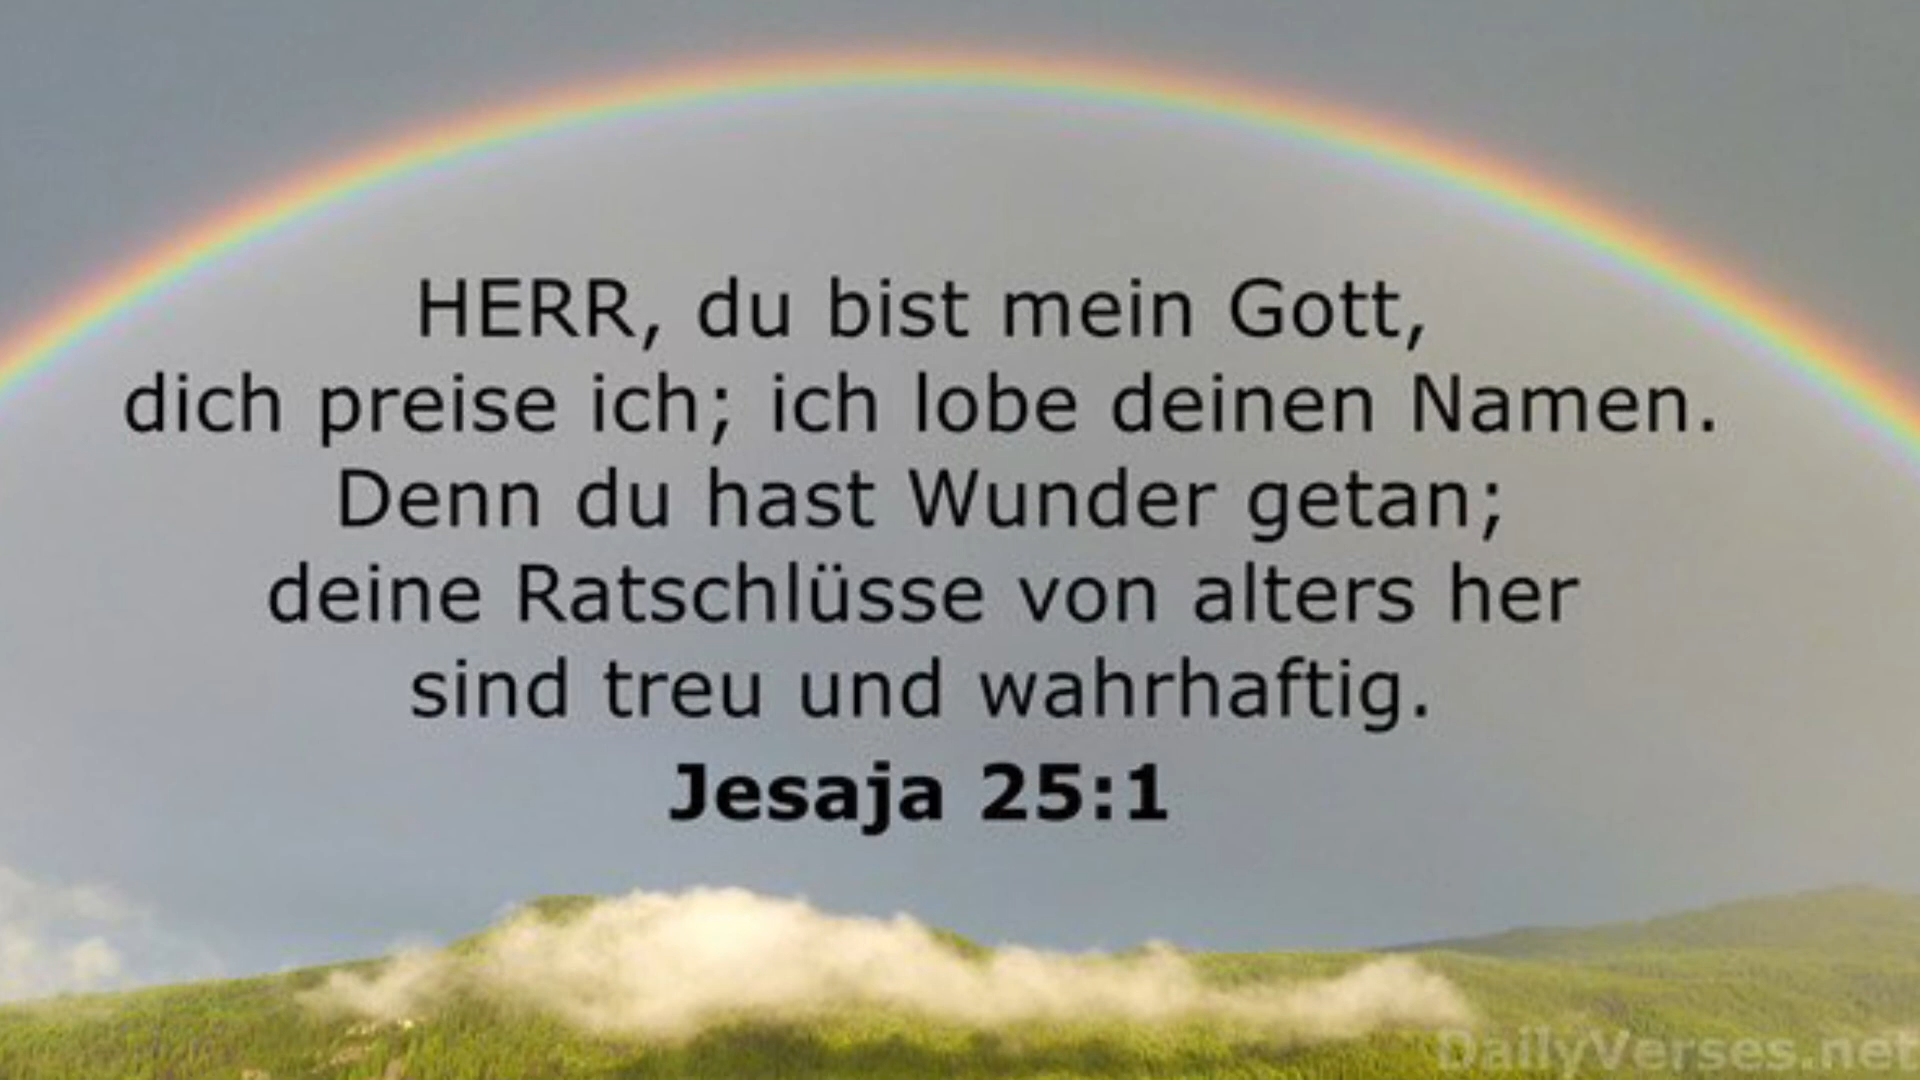 HERR, du bist mein Gott,
dich preise ich; ich lobe deinen Namen.
Denn du hast Wunder getan;
deine Ratschlüsse von alters her
sind treu und wahrhaftig.
Jesaja 25:1
DailyVerses.net